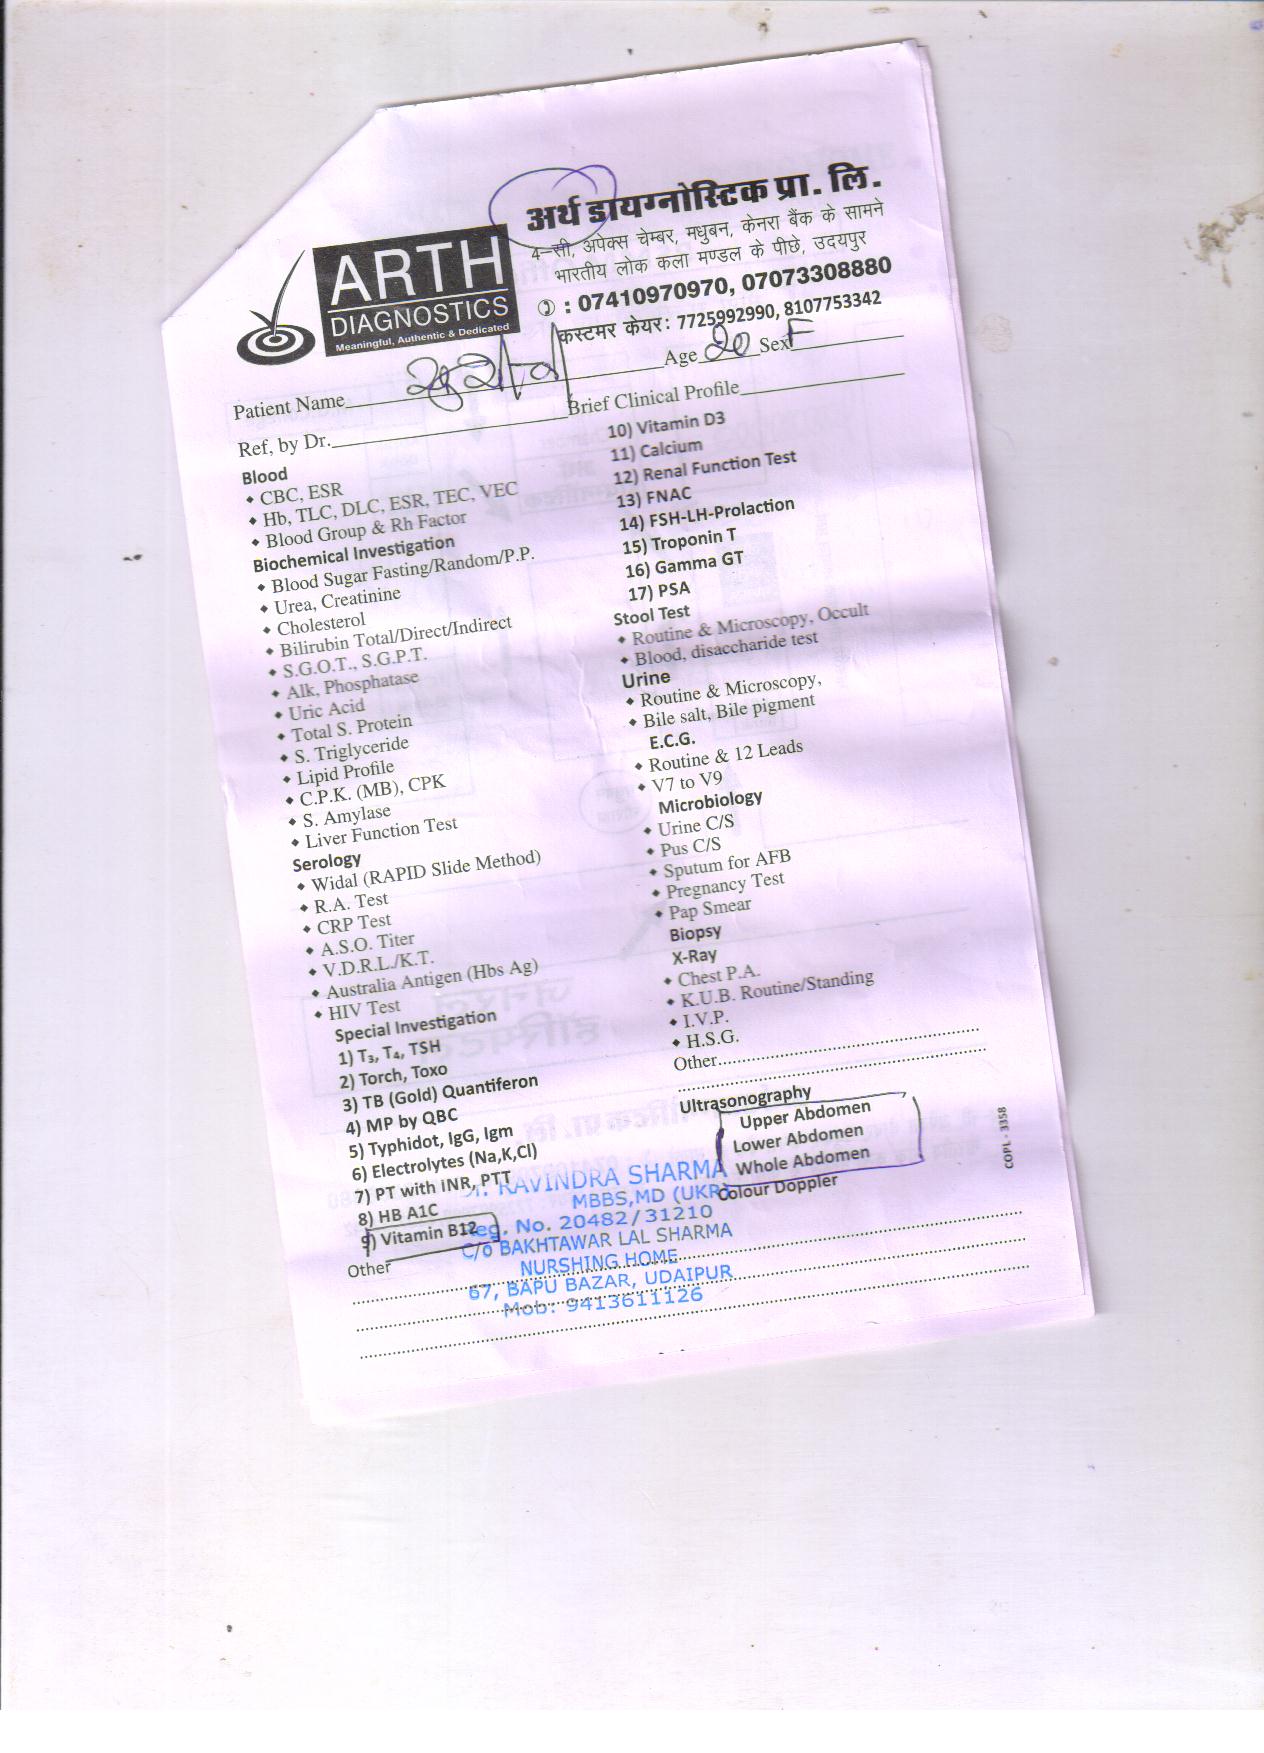 अर्थ डायग्नोस्टिक प्रा. लि.
4-सी, अपेक्स चेम्बर, मधुबन, केनरा बैंक के सामने
भारतीय लोक कला मण्डल के पीछे, उदयपुर
: 07410970970, 07073308880
कस्टमर केयर: 7725992990, 8107753342
ARTH
DIAGNOSTICS
Meaningful, Authentic & Dedicated
Patient Name Age 20 Sex F
Ref, by Dr. Brief Clinical Profile
Blood
CBC, ESR
Hb, TLC, DLC, ESR, TEC, VEC
Blood Group & Rh Factor
Biochemical Investigation
Blood Sugar Fasting/Random/P.P.
Urea, Creatinine
Cholesterol
Bilirubin Total/Direct/Indirect
S.G.O.T., S.G.P.T.
Alk, Phosphatase
Uric Acid
Total S. Protein
S. Triglyceride
Lipid Profile
C.P.K. (MB), CPK
S. Amylase
Liver Function Test
Serology
Widal (RAPID Slide Method)
R.A. Test
CRP Test
A.S.O. Titer
V.D.R.L./K.T.
Australia Antigen (Hbs Ag)
HIV Test
Special Investigation
1) T₃, T₄, TSH
2) Torch, Toxo
3) TB (Gold) Quantiferon
4) MP by QBC
5) Typhidot, IgG, Igm
6) Electrolytes (Na,K,Cl)
7) PT with INR, PTT
8) HB A1C
9) Vitamin B12
Other
10) Vitamin D3
11) Calcium
12) Renal Function Test
13) FNAC
14) FSH-LH-Prolaction
15) Troponin T
16) Gamma GT
17) PSA
Stool Test
Routine & Microscopy, Occult
Blood, disaccharide test
Urine
Routine & Microscopy,
Bile salt, Bile pigment
E.C.G.
Routine & 12 Leads
V7 to V9
Microbiology
Urine C/S
Pus C/S
Sputum for AFB
Pregnancy Test
Pap Smear
Biopsy
X-Ray
Chest P.A.
K.U.B. Routine/Standing
I.V.P.
H.S.G.
Other
Ultrasonography
Upper Abdomen
Lower Abdomen
Whole Abdomen
Colour Doppler
COPL - 3358
Dr. RAVINDRA SHARMA
MBBS,MD (UKR)
Reg. No. 20482/31210
C/o BAKHTAWAR LAL SHARMA
NURSHING HOME
67, BAPU BAZAR, UDAIPUR
Mob: 9413611126